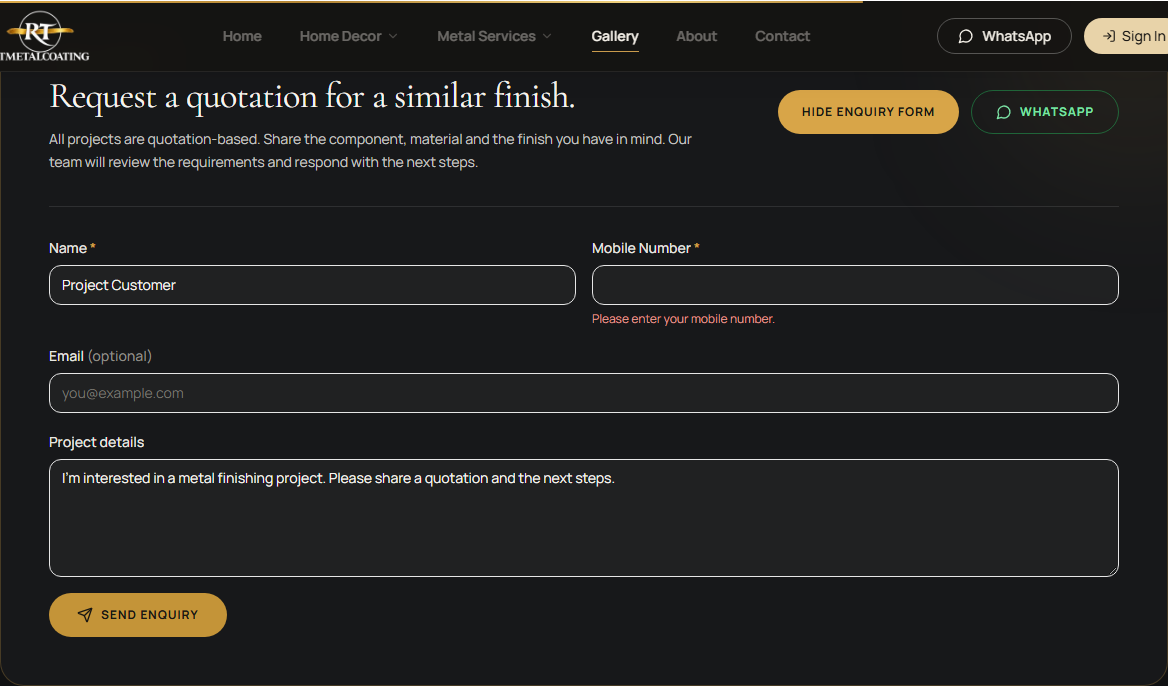 RT
RTMETALCOATING
Home
Home Decor
Metal Services
Gallery
About
Contact
WhatsApp
Sign In
Request a quotation for a similar finish.
HIDE ENQUIRY FORM
WHATSAPP
All projects are quotation-based. Share the component, material and the finish you have in mind. Our
team will review the requirements and respond with the next steps.
Name *
Mobile Number *
Project Customer
Please enter your mobile number.
Email (optional)
you@example.com
Project details
I'm interested in a metal finishing project. Please share a quotation and the next steps.
SEND ENQUIRY